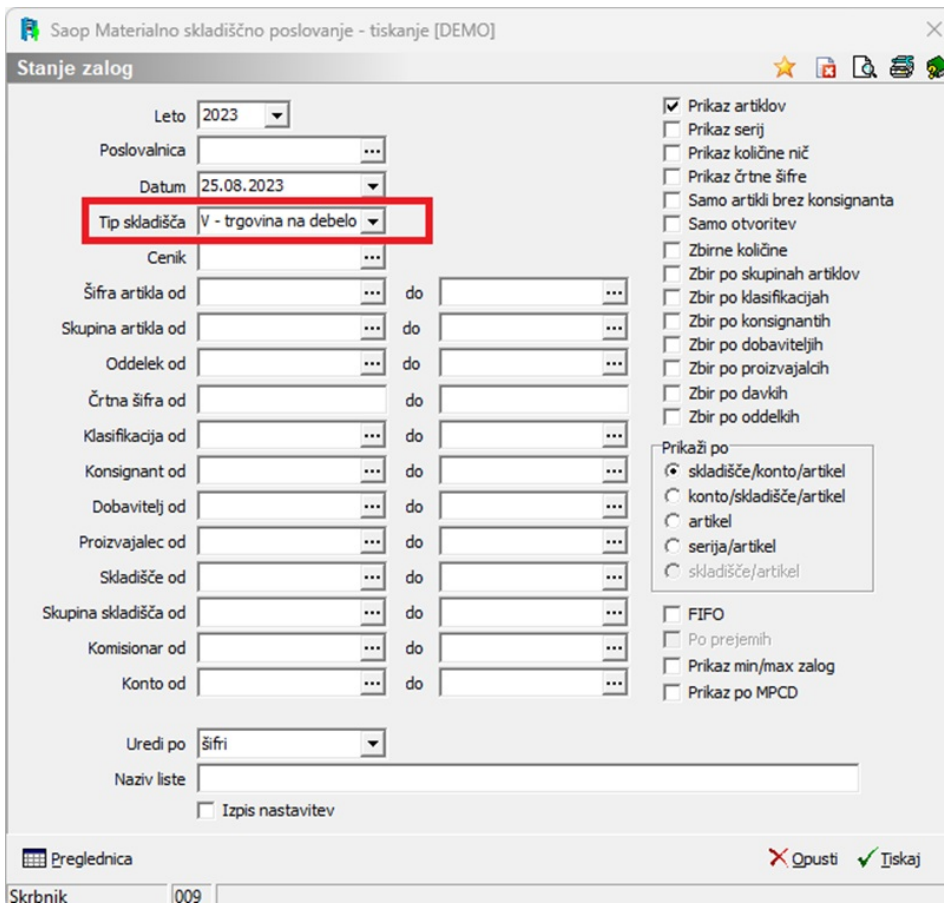 Saop Materialno skladiščno poslovanje - tiskanje [DEMO]
Stanje zalog
Leto 2023
Poslovalnica
Datum 25.08.2023
Tip skladišča V - trgovina na debelo
Cenik
Šifra artikla od do
Skupina artikla od do
Oddelek od do
Črtna šifra od do
Klasifikacija od do
Konsignant od do
Dobavitelj od do
Proizvajalec od do
Skladišče od do
Skupina skladišča od do
Komisionar od do
Konto od do
Uredi po šifri
Naziv liste
Izpis nastavitev
Prikaz artiklov
Prikaz serij
Prikaz količine nič
Prikaz črtne šifre
Samo artikli brez konsignanta
Samo otvoritev
Zbirne količine
Zbir po skupinah artiklov
Zbir po klasifikacijah
Zbir po konsignantih
Zbir po dobaviteljih
Zbir po proizvajalcih
Zbir po davkih
Zbir po oddelkih
Prikaži po
skladišče/konto/artikel
konto/skladišče/artikel
artikel
serija/artikel
skladišče/artikel
FIFO
Po prejemih
Prikaz min/max zalog
Prikaz po MPCD
Preglednica
Opusti Tiskaj
Skrbnik 009